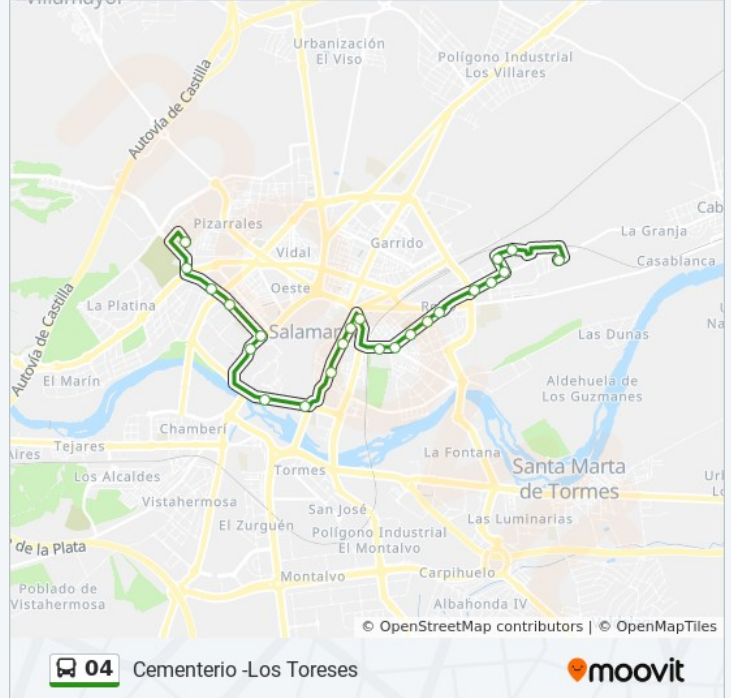 Villamayor
Urbanización
El Viso
Polígono Industrial
Los Villares
Autovía de Castilla
Pizarrales
Cab
La Granja
Garrido
Vidal
Casablanca
Oeste
La Platina
Autovía de Castilla
Salaman
Las Dunas
El Marín
Aldehuela de
Los Guzmanes
Chamberí
Tejares
La Fontana
Tormes
Santa Marta
de Tormes
Los Alcaldes
Vistahermosa
San José
Las Luminarias
El Zurguén
Polígono Industrial
El Montalvo
de la Plata
Montalvo
Carpihuelo
Poblado de
Vistahermosa
Albahonda IV
© OpenStreetMap contributors | © OpenMapTiles
04 Cementerio -Los Toreses
moovit